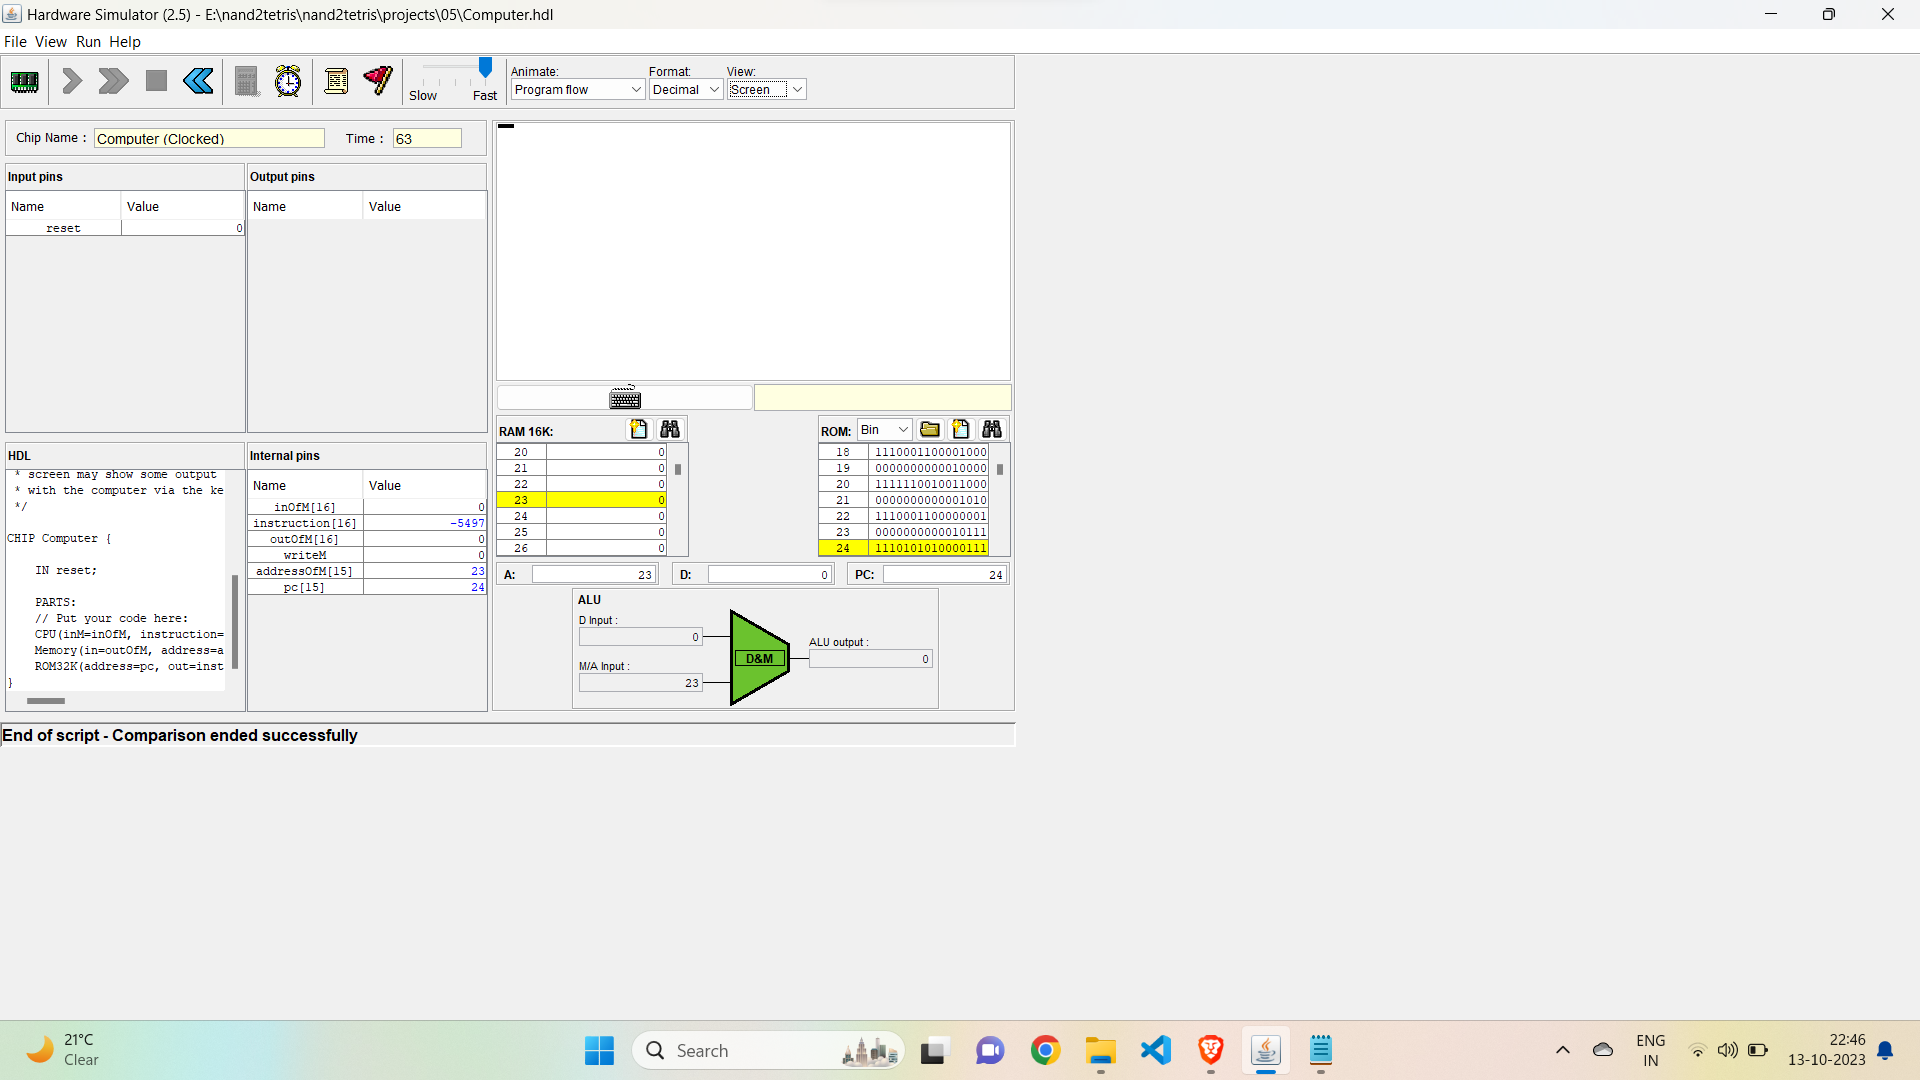 Hardware Simulator (2.5) - E:\nand2tetris\nand2tetris\projects\05\Computer.hdl
File View Run Help
Slow Fast
Animate: Format: View:
Program flow Decimal Screen
Chip Name : Computer (Clocked) Time : 63
Input pins
Name Value
reset 0
Output pins
Name Value
HDL
* screen may show some output
* with the computer via the ke
*/
CHIP Computer {
IN reset;
PARTS:
// Put your code here:
CPU(inM=inOfM, instruction=
Memory(in=outOfM, address=a
ROM32K(address=pc, out=inst
}
Internal pins
Name Value
inOfM[16] 0
instruction[16] -5497
outOfM[16] 0
writeM 0
addressOfM[15] 23
pc[15] 24
RAM 16K:
20 0
21 0
22 0
23 0
24 0
25 0
26 0
ROM: Bin
18 1110001100001000
19 0000000000010000
20 1111110010011000
21 0000000000001010
22 1110001100000001
23 0000000000010111
24 1110101010000111
A: 23 D: 0 PC: 24
ALU
D Input :
0
M/A Input :
23
D&M
ALU output :
0
End of script - Comparison ended successfully
21°C
Clear
Search
ENG
IN
22:46
13-10-2023